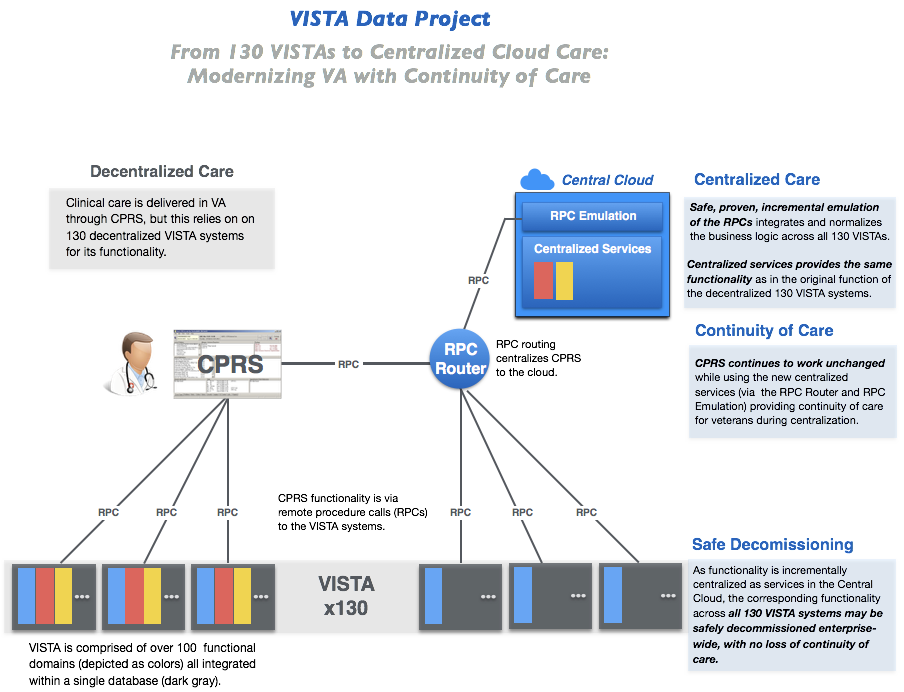 VISTA Data Project
From 130 VISTAs to Centralized Cloud Care:
Modernizing VA with Continuity of Care
Decentralized Care
Clinical care is delivered in VA
through CPRS, but this relies on on
130 decentralized VISTA systems
for its functionality.
Central Cloud
RPC Emulation
Centralized Services
Centralized Care
Safe, proven, incremental emulation
of the RPCs integrates and normalizes
the business logic across all 130 VISTAs.
Centralized services provides the same
functionality as in the original function of
the decentralized 130 VISTA systems.
RPC
CPRS
RPC
RPC
Router
RPC routing
centralizes CPRS
to the cloud.
Continuity of Care
CPRS continues to work unchanged
while using the new centralized
services (via the RPC Router and RPC
Emulation) providing continuity of care
for veterans during centralization.
CPRS functionality is via
remote procedure calls (RPCs)
to the VISTA systems.
RPC
RPC
RPC
RPC
RPC
RPC
VISTA
x130
...
...
...
...
...
...
Safe Decomissioning
As functionality is incrementally
centralized as services in the Central
Cloud, the corresponding functionality
across all 130 VISTA systems may be
safely decommissioned enterprise-
wide, with no loss of continuity of
care.
VISTA is comprised of over 100 functional
domains (depicted as colors) all integrated
within a single database (dark gray).